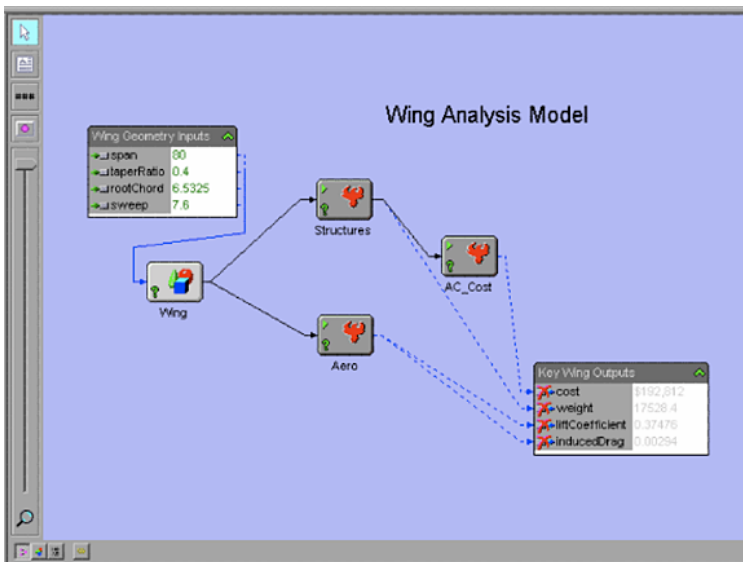 Wing Analysis Model
Wing Geometry Inputs
span 80
taperRatio 0.4
rootChord 6.5325
sweep 7.6
Structures
AC_Cost
Wing
Aero
Key Wing Outputs
cost $192,812
weight 17528.4
liftCoefficient 0.37476
inducedDrag 0.00294